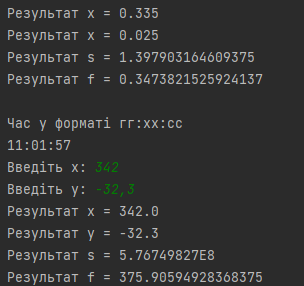 Результат x = 0.335
Результат x = 0.025
Результат s = 1.397903164609375
Результат f = 0.3473821525924137
Час у форматі гг:хх:сс
11:01:57
Введіть x: 342
Введіть y: -32,3
Результат x = 342.0
Результат y = -32.3
Результат s = 5.76749827E8
Результат f = 375.90594928368375